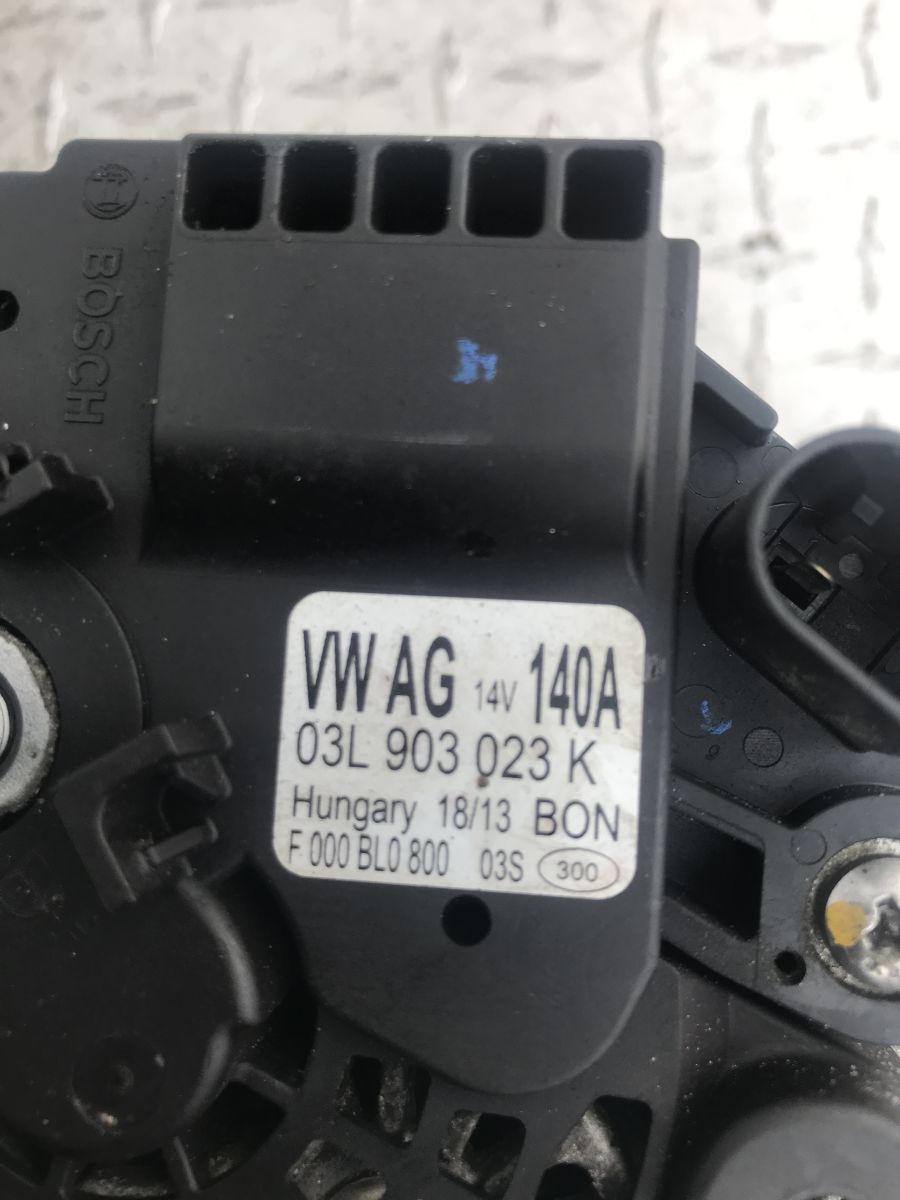 BOSCH
VW AG 14V 140A
03L 903 023 K
Hungary 18/13 BON
F 000 BL0 800 03S 300